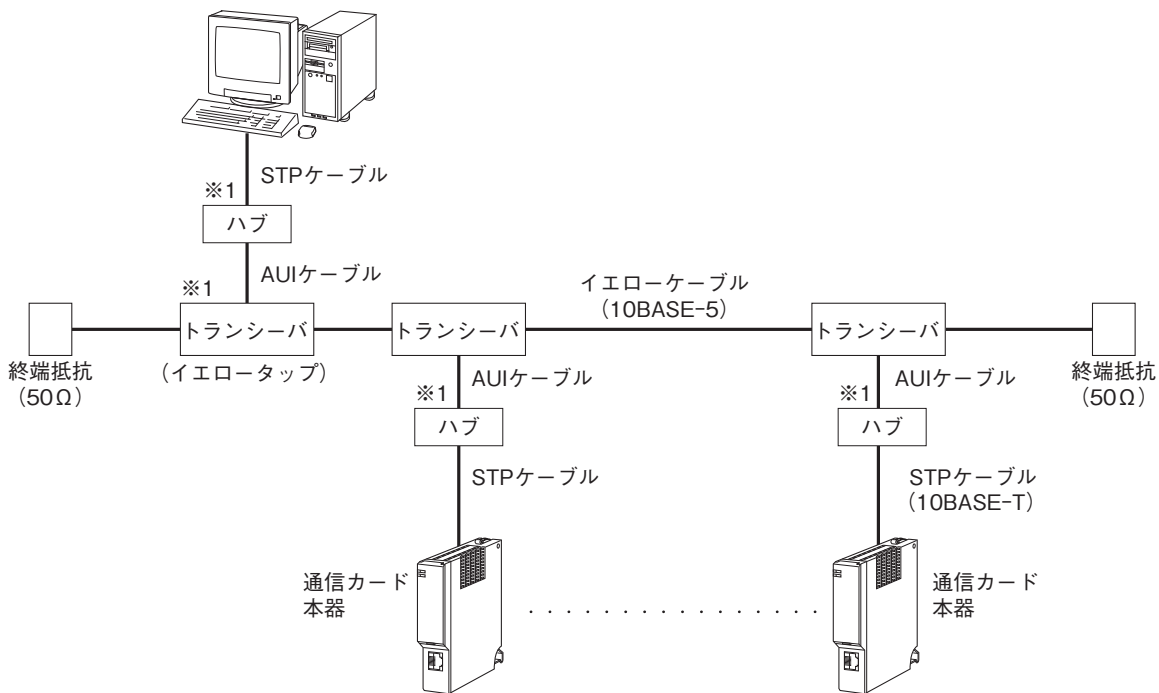 STPケーブル
※1
ハブ
AUIケーブル
※1
イエローケーブル
(10BASE-5)
トランシーバ
トランシーバ
トランシーバ
終端抵抗
(50Ω)
(イエロータップ)
AUIケーブル
AUIケーブル
終端抵抗
(50Ω)
※1
※1
ハブ
ハブ
STPケーブル
STPケーブル
(10BASE-T)
通信カード
本器
通信カード
本器